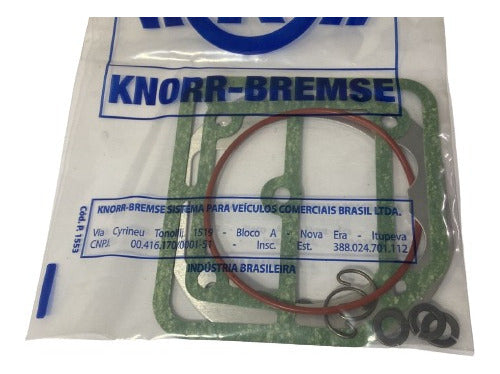 KNORR-BREMSE
KNORR-BREMSE SISTEMA PARA VEÍCULOS COMERCIAIS BRASIL LTDA.
Via Cyrineu Tonolli, 1519 - Bloco A - Nova Era - Itupeva
CNPJ. 00.416.170/0001-51 - Insc. Est. 388.024.701.112
INDÚSTRIA BRASILEIRA
Cód. P. 1553